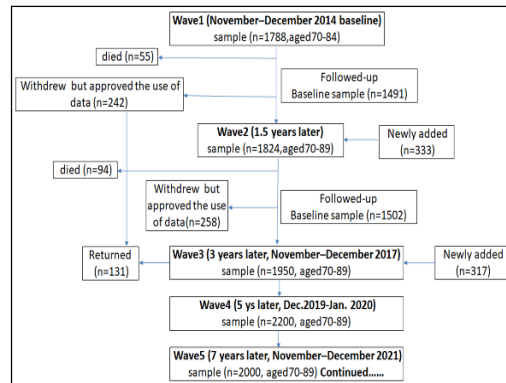 Wave1 (November–December 2014 baseline)
sample (n=1788,aged70-84)
died (n=55)
Followed-up
Baseline sample (n=1491)
Withdrew but approved the use of
data (n=242)
Wave2 (1.5 years later)
sample (n=1824,aged70-89)
Newly added
(n=333)
died (n=94)
Withdrew but
approved the use
of data(n=258)
Followed-up
Baseline sample (n=1502)
Returned
(n=131)
Wave3 (3 years later, November–December 2017)
sample (n=1950, aged70-89)
Newly added
(n=317)
Wave4 (5 ys later, Dec.2019-Jan. 2020)
sample (n=2200, aged70-89)
Wave5 (7 years later, November–December 2021)
sample (n=2000, aged70-89) Continued......